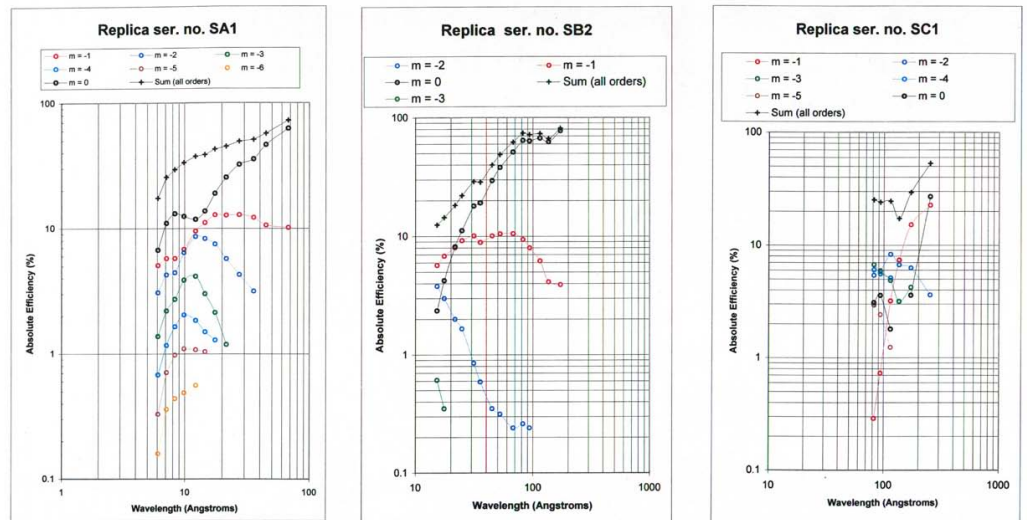 Replica ser. no. SA1
m = -1 m = -2 m = -3
m = -4 m = -5 m = -6
m = 0 Sum (all orders)
100
10
1
0.1
Absolute Efficiency (%)
1 10 100
Wavelength (Angstroms)
Replica ser. no. SB2
m = -2 m = -1
m = 0 Sum (all orders)
m = -3
100
10
1
0.1
Absolute Efficiency (%)
10 100 1000
Wavelength (Angstroms)
Replica ser. no. SC1
m = -1 m = -2
m = -3 m = -4
m = -5 m = 0
Sum (all orders)
100
10
1
0.1
Absolute Efficiency (%)
10 100 1000
Wavelength (Angstroms)